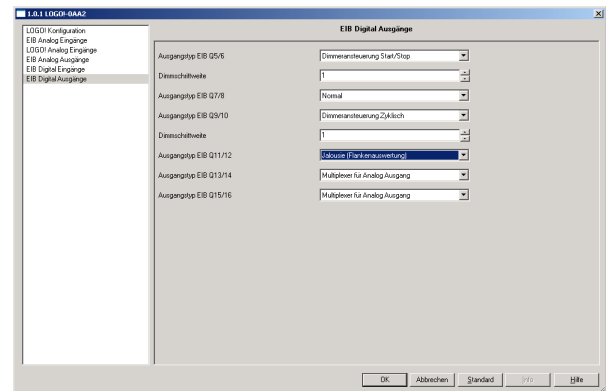 1.0.1 LOGO!-0AA2
LOGO! Konfiguration
EIB Analog Eingänge
LOGO! Analog Eingänge
EIB Analog Ausgänge
EIB Digital Eingänge
EIB Digital Ausgänge
EIB Digital Ausgänge
Ausgangstyp EIB Q5/6 Dimmeransteuerung Start/Stop
Dimmschrittweite 1
Ausgangstyp EIB Q7/8 Normal
Ausgangstyp EIB Q9/10 Dimmeransteuerung Zyklisch
Dimmschrittweite 1
Ausgangstyp EIB Q11/12 Jalousie (Flankenauswertung)
Ausgangstyp EIB Q13/14 Multiplexer für Analog Ausgang
Ausgangstyp EIB Q15/16 Multiplexer für Analog Ausgang
OK Abbrechen Standard Info Hilfe